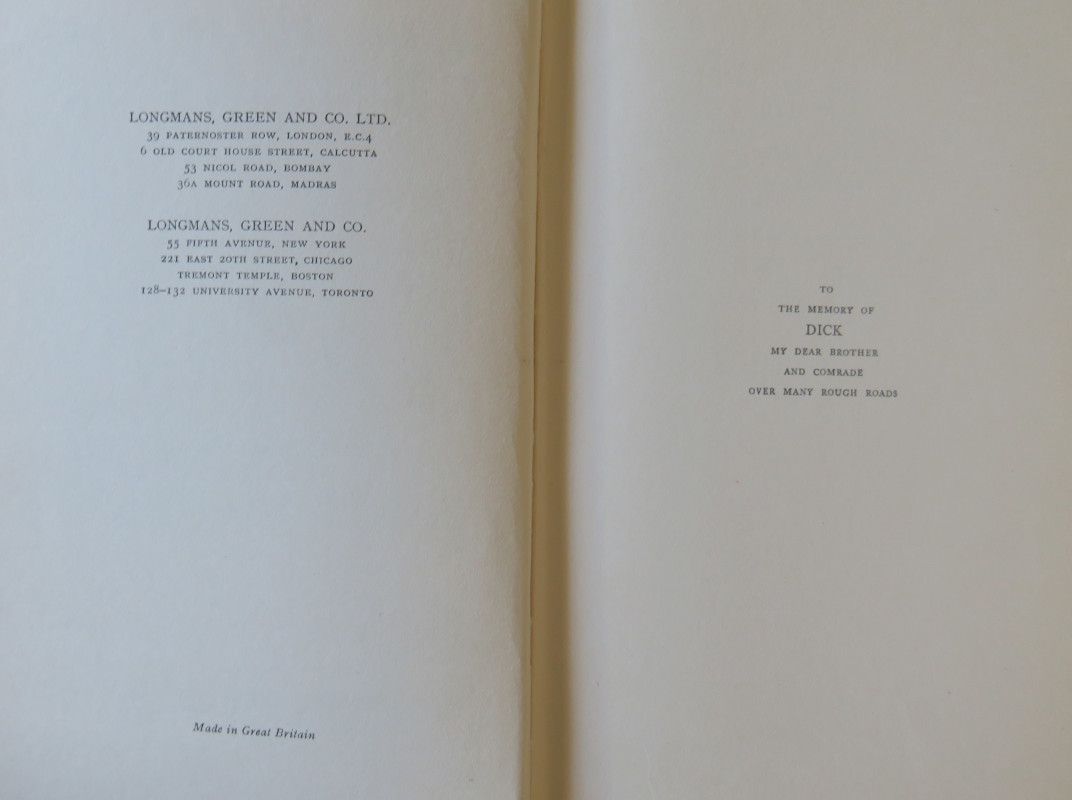 LONGMANS, GREEN AND CO. LTD.
39 PATERNOSTER ROW, LONDON, E.C.4
6 OLD COURT HOUSE STREET, CALCUTTA
53 NICOL ROAD, BOMBAY
36A MOUNT ROAD, MADRAS
LONGMANS, GREEN AND CO.
55 FIFTH AVENUE, NEW YORK
221 EAST 20TH STREET, CHICAGO
TREMONT TEMPLE, BOSTON
128–132 UNIVERSITY AVENUE, TORONTO
Made in Great Britain
TO
THE MEMORY OF
DICK
MY DEAR BROTHER
AND COMRADE
OVER MANY ROUGH ROADS